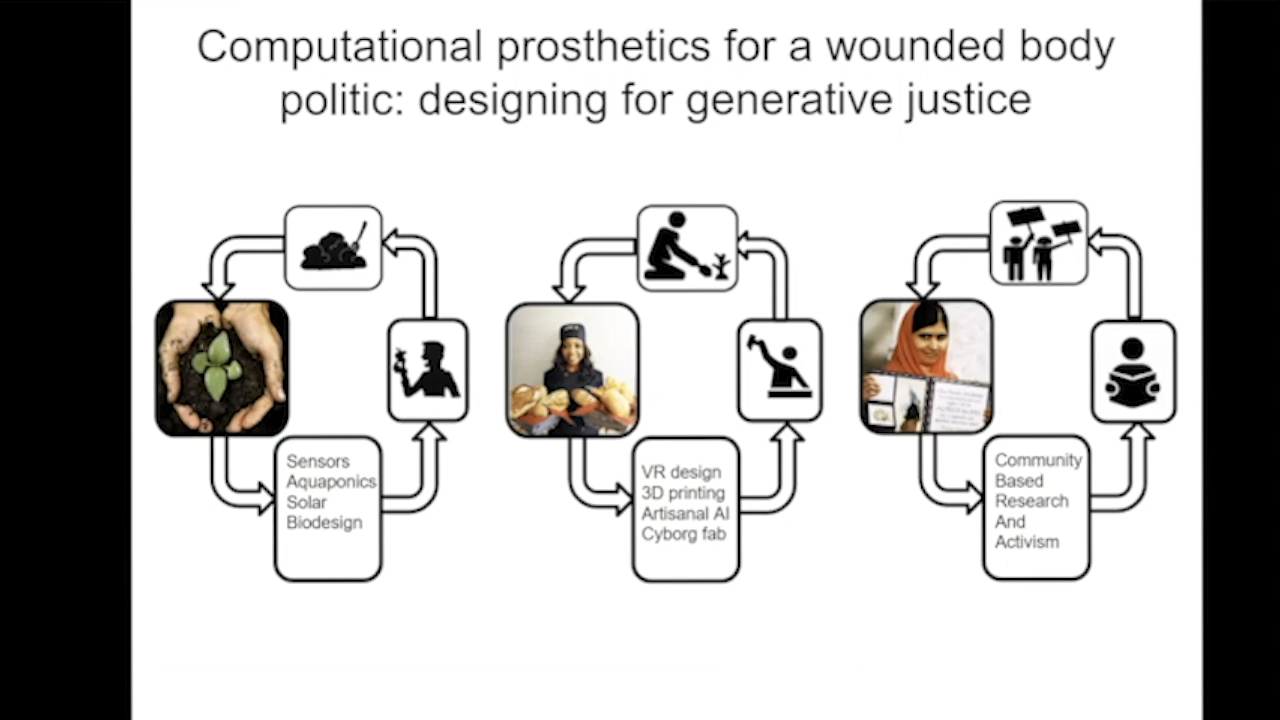 Computational prosthetics for a wounded body
politic: designing for generative justice
Sensors
Aquaponics
Solar
Biodesign
VR design
3D printing
Artisanal AI
Cyborg fab
Community
Based
Research
And
Activism